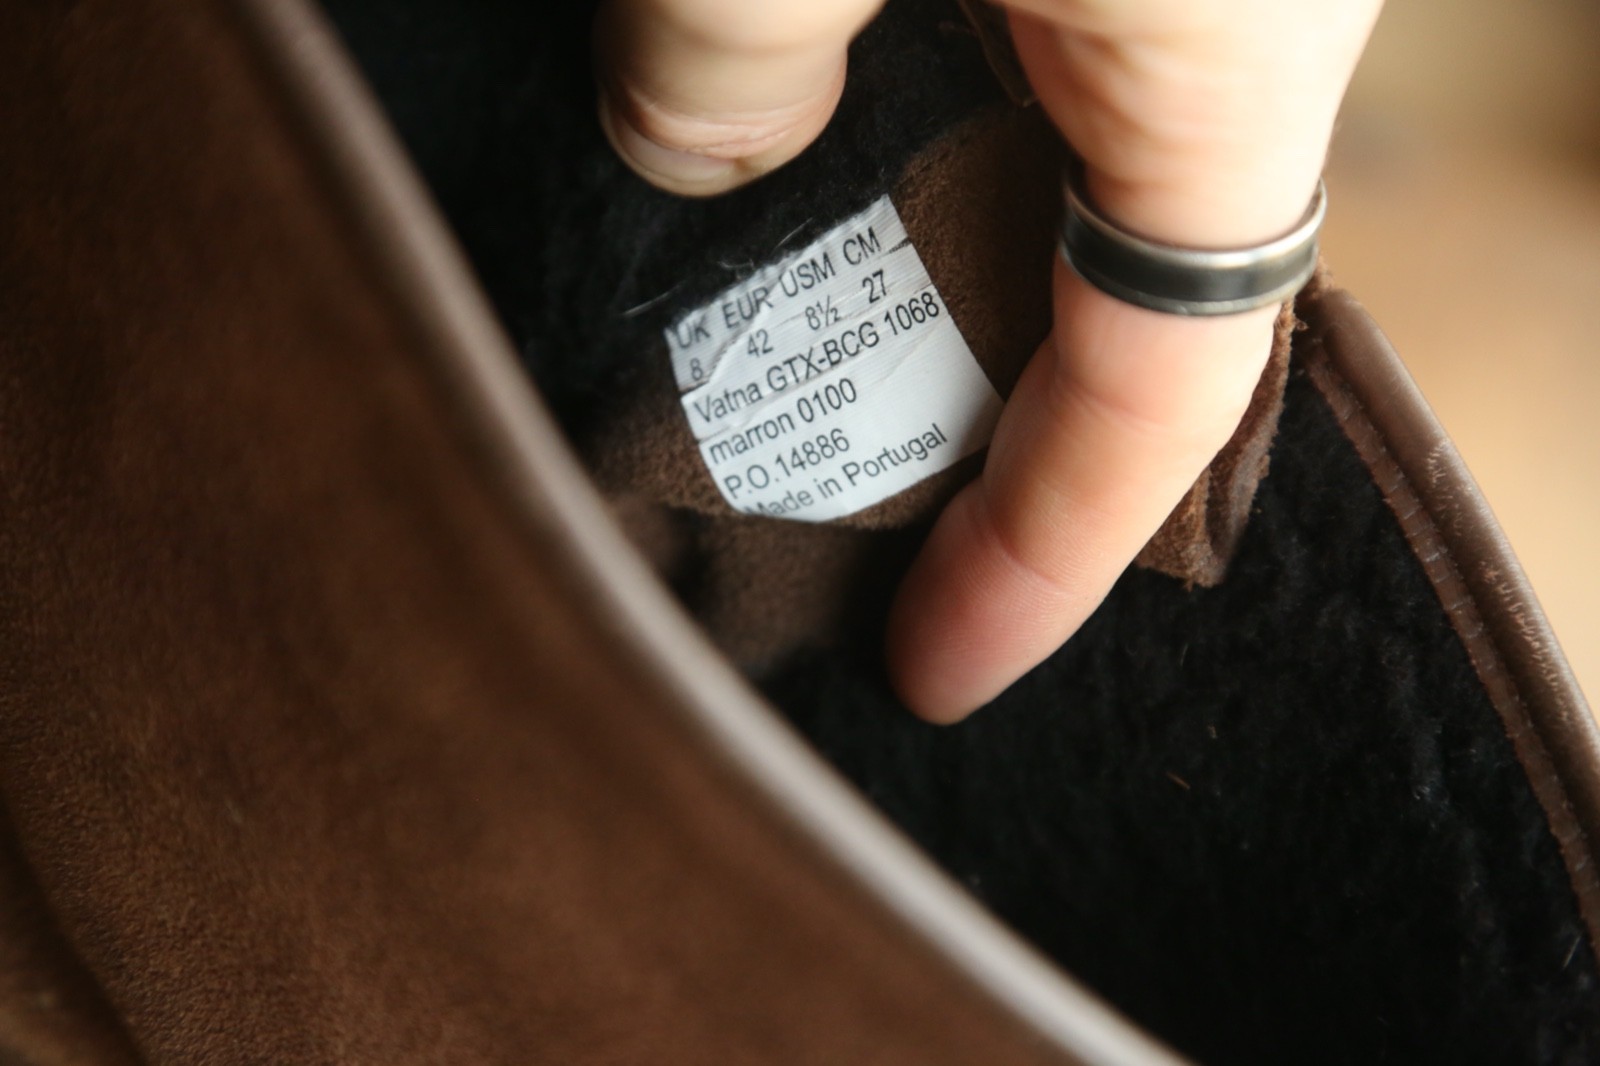 UK EUR USM CM
8 42 8½ 27
Vatna GTX-BCG 1068
marron 0100
P.O.14886
Made in Portugal